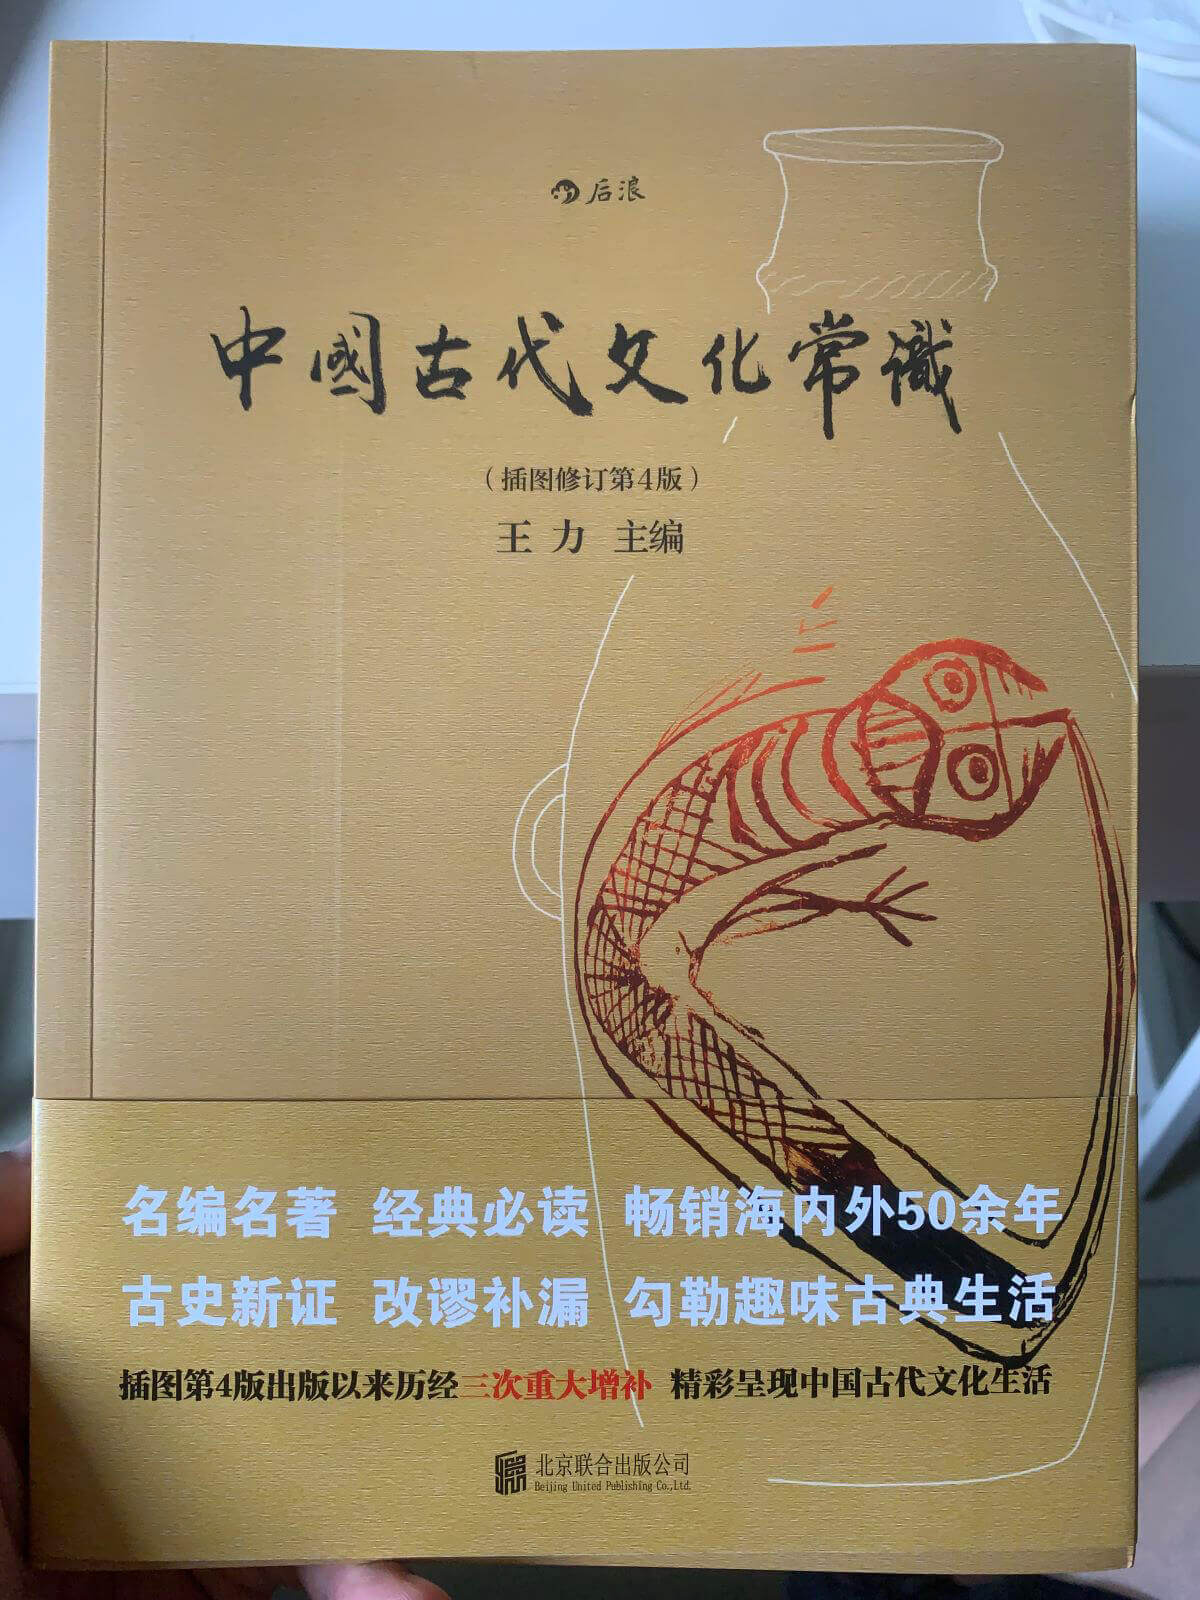 后浪
中國古代文化常識
（插图修订第4版）
王力 主编
名编名著 经典必读 畅销海内外50余年
古史新证 改谬补漏 勾勒趣味古典生活
插图第4版出版以来历经三次重大增补 精彩呈现中国古代文化生活
北京联合出版公司
Beijing United Publishing Co.,Ltd.